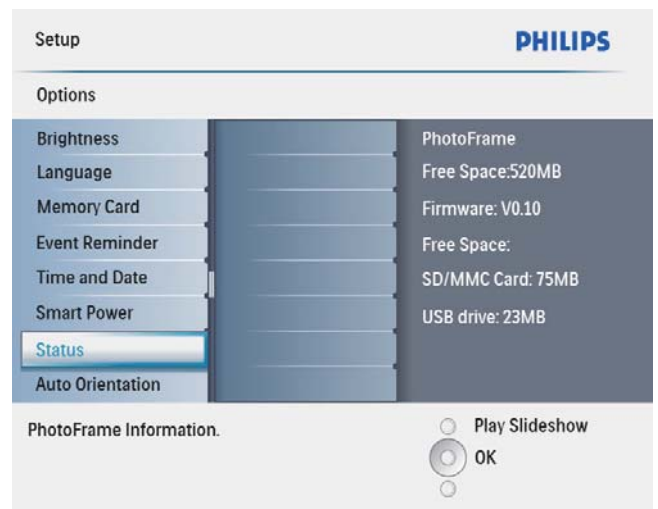 Setup
PHILIPS
Options
Brightness
Language
Memory Card
Event Reminder
Time and Date
Smart Power
Status
Auto Orientation
PhotoFrame
Free Space:520MB
Firmware: V0.10
Free Space:
SD/MMC Card: 75MB
USB drive: 23MB
PhotoFrame Information.
Play Slideshow
OK